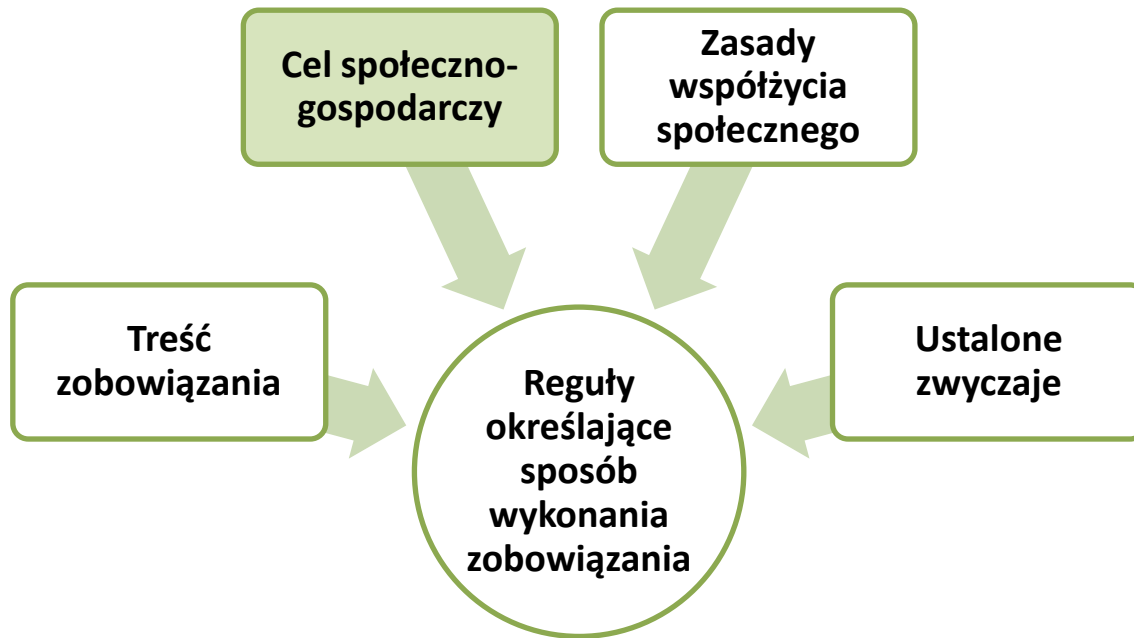 Cel społeczno-
gospodarczy
Zasady
współżycia
społecznego
Treść
zobowiązania
Ustalone
zwyczaje
Reguły
określające
sposób
wykonania
zobowiązania